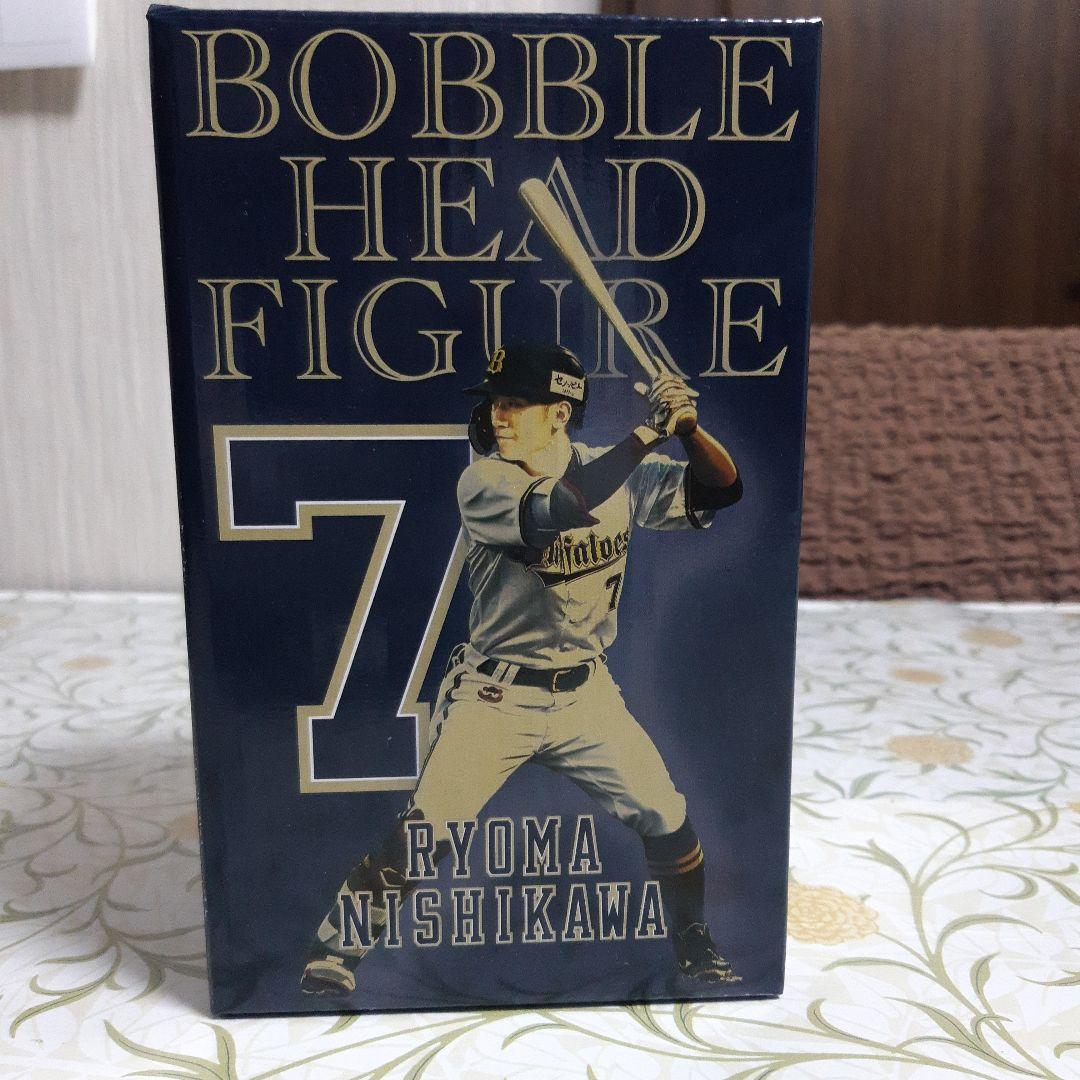 BOBBLE
HEAD
FIGURE
B
7
Buffaloes
7
RYOMA
NISHIKAWA